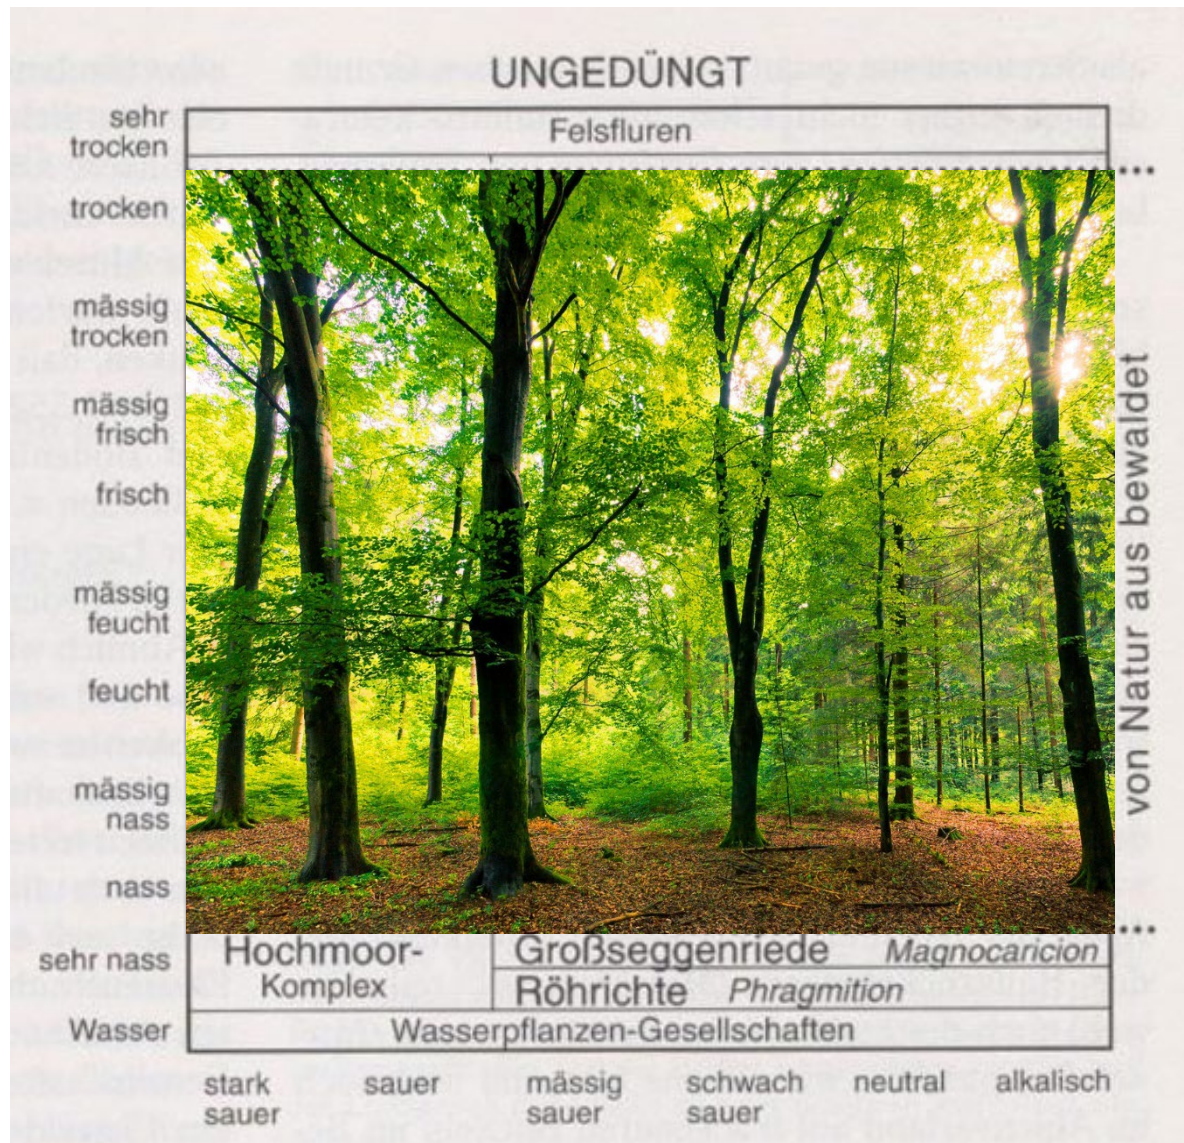 UNGEDÜNGT
sehr
trocken
Felsfluren
trocken
mässig
trocken
mässig
frisch
frisch
mässig
feucht
feucht
mässig
nass
nass
von Natur aus bewaldet
sehr nass
Hochmoor-
Komplex
Großseggenriede Magnocaricion
Röhrichte Phragmition
Wasser
Wasserpflanzen-Gesellschaften
stark
sauer
sauer
mässig
sauer
schwach
sauer
neutral
alkalisch